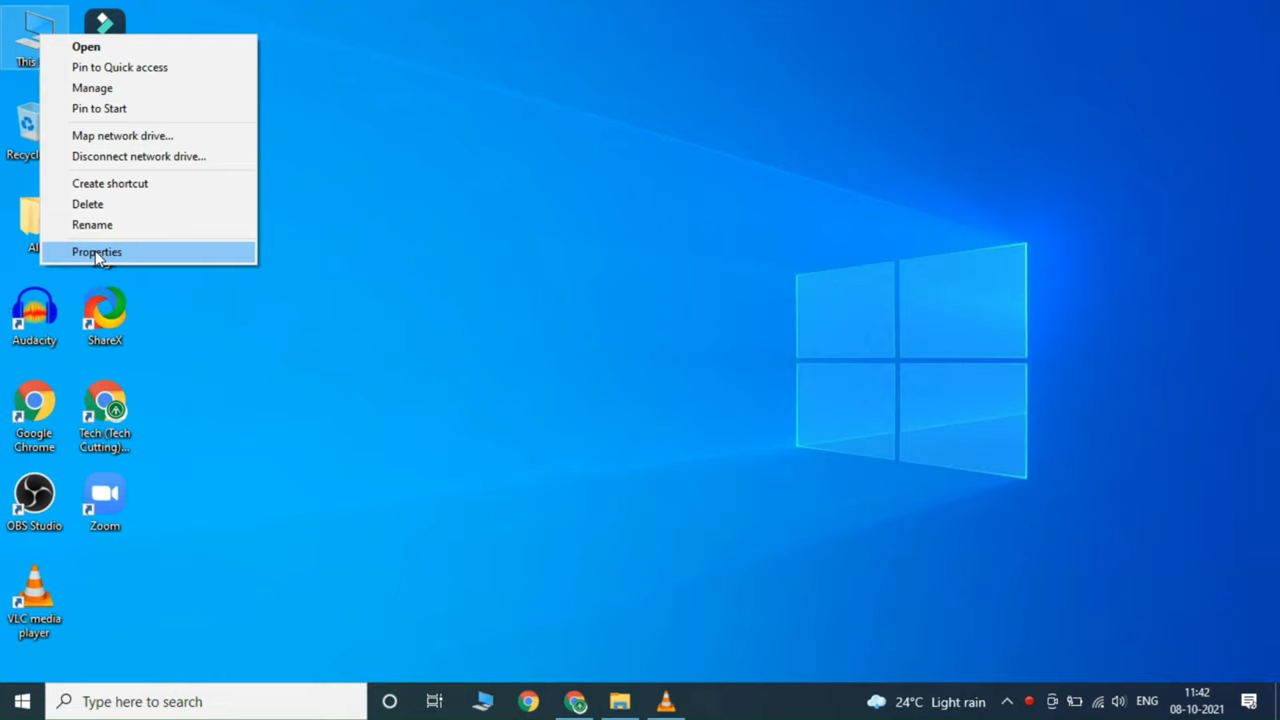 This
Open
Pin to Quick access
Manage
Pin to Start
Map network drive...
Disconnect network drive...
Create shortcut
Delete
Rename
Properties
Audacity
ShareX
Google
Chrome
Tech (Tech
Cutting)...
OBS Studio
Zoom
VLC media
player
Type here to search
24°C Light rain
ENG
11:42
08-10-2021